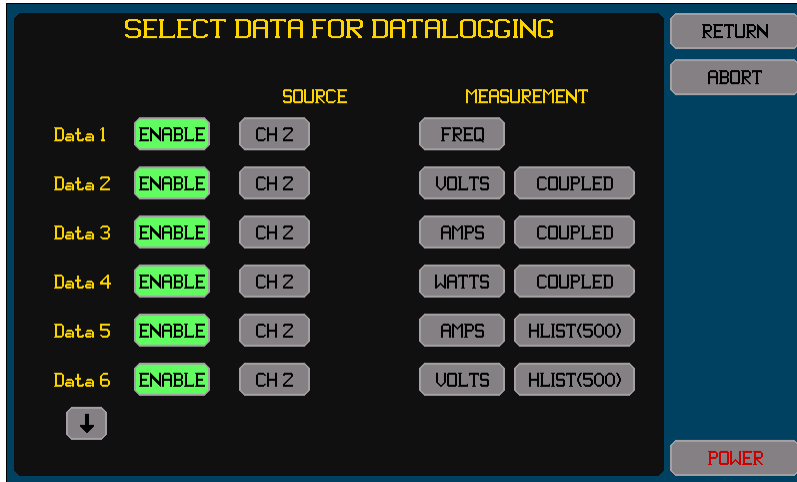 SELECT DATA FOR DATALOGGING
RETURN
ABORT
SOURCE MEASUREMENT
Data 1 ENABLE CH 2 FREQ
Data 2 ENABLE CH 2 VOLTS COUPLED
Data 3 ENABLE CH 2 AMPS COUPLED
Data 4 ENABLE CH 2 WATTS COUPLED
Data 5 ENABLE CH 2 AMPS HLIST(500)
Data 6 ENABLE CH 2 VOLTS HLIST(500)
POWER